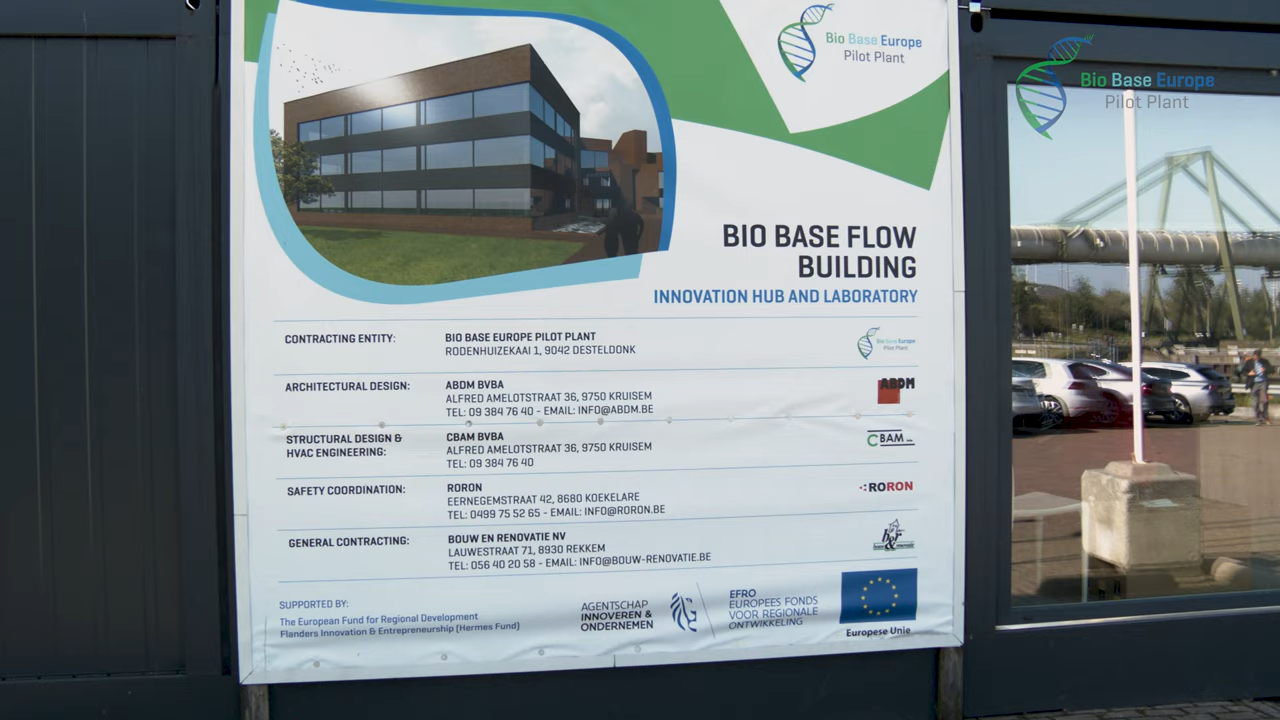 Bio Base Europe
Pilot Plant
Bio Base Europe
Pilot Plant
BIO BASE FLOW
BUILDING
INNOVATION HUB AND LABORATORY
CONTRACTING ENTITY:
BIO BASE EUROPE PILOT PLANT
RODENHUIZEKAAI 1, 9042 DESTELDONK
Bio Base Europe
Pilot Plant
ARCHITECTURAL DESIGN:
ABDM BVBA
ALFRED AMELOTSTRAAT 36, 9750 KRUISEM
TEL: 09 384 76 40 - EMAIL: INFO@ABDM.BE
ABDM
STRUCTURAL DESIGN &
HVAC ENGINEERING:
CBAM BVBA
ALFRED AMELOTSTRAAT 36, 9750 KRUISEM
TEL: 09 384 76 40
CBAM
SAFETY COORDINATION:
RORON
EERNEGEMSTRAAT 42, 8680 KOEKELARE
TEL: 0499 75 52 65 - EMAIL: INFO@RORON.BE
RORON
GENERAL CONTRACTING:
BOUW EN RENOVATIE NV
LAUWESTRAAT 71, 8930 REKKEM
TEL: 056 40 20 58 - EMAIL: INFO@BOUW-RENOVATIE.BE
SUPPORTED BY:
The European Fund for Regional Development
Flanders Innovation & Entrepreneurship (Hermes Fund)
AGENTSCHAP
INNOVEREN &
ONDERNEMEN
EFRO
EUROPEES FONDS
VOOR REGIONALE
ONTWIKKELING
Europese Unie